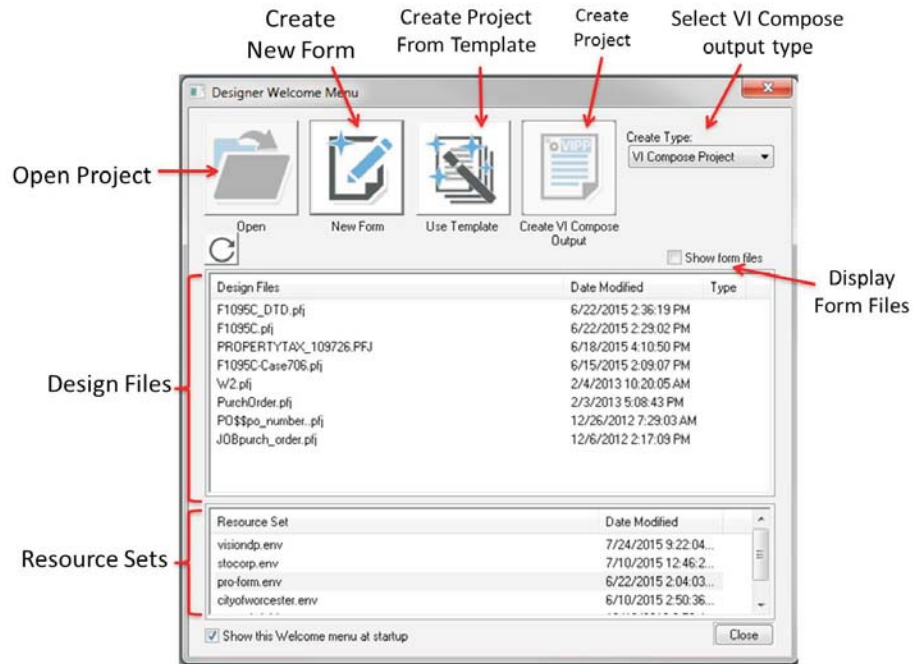 Create
New Form
Create Project
From Template
Create
Project
Select VI Compose
output type
Designer Welcome Menu
Open Project
VIPP
Create Type:
VI Compose Project
Open
New Form
Use Template
Create VI Compose
Output
Show form files
Display
Form Files
Design Files
Design Files Date Modified Type
F1095C_DTD.pfj 6/22/2015 2:36:19 PM
F1095C.pfj 6/22/2015 2:29:02 PM
PROPERTYTAX_109726.PFJ 6/18/2015 4:10:50 PM
F1095C-Case706.pfj 6/15/2015 2:09:07 PM
W2.pfj 2/4/2013 10:20:05 AM
PurchOrder.pfj 2/3/2013 5:08:43 PM
PO$$po_number..pfj 12/26/2012 7:29:03 AM
JOBpurch_order.pfj 12/6/2012 2:17:09 PM
Resource Sets
Resource Set Date Modified
visiondp.env 7/24/2015 9:22:04...
stocorp.env 7/10/2015 12:46:2...
pro-form.env 6/22/2015 2:04:03...
cityofworcester.env 6/10/2015 2:50:36...
Show this Welcome menu at startup
Close